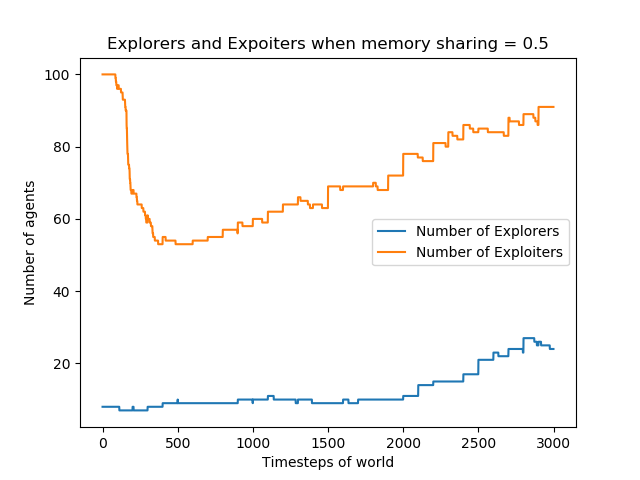 Explorers and Expoiters when memory sharing = 0.5
Number of agents
100
80
60
40
20
Number of Explorers
Number of Exploiters
0
500
1000
1500
2000
2500
3000
Timesteps of world